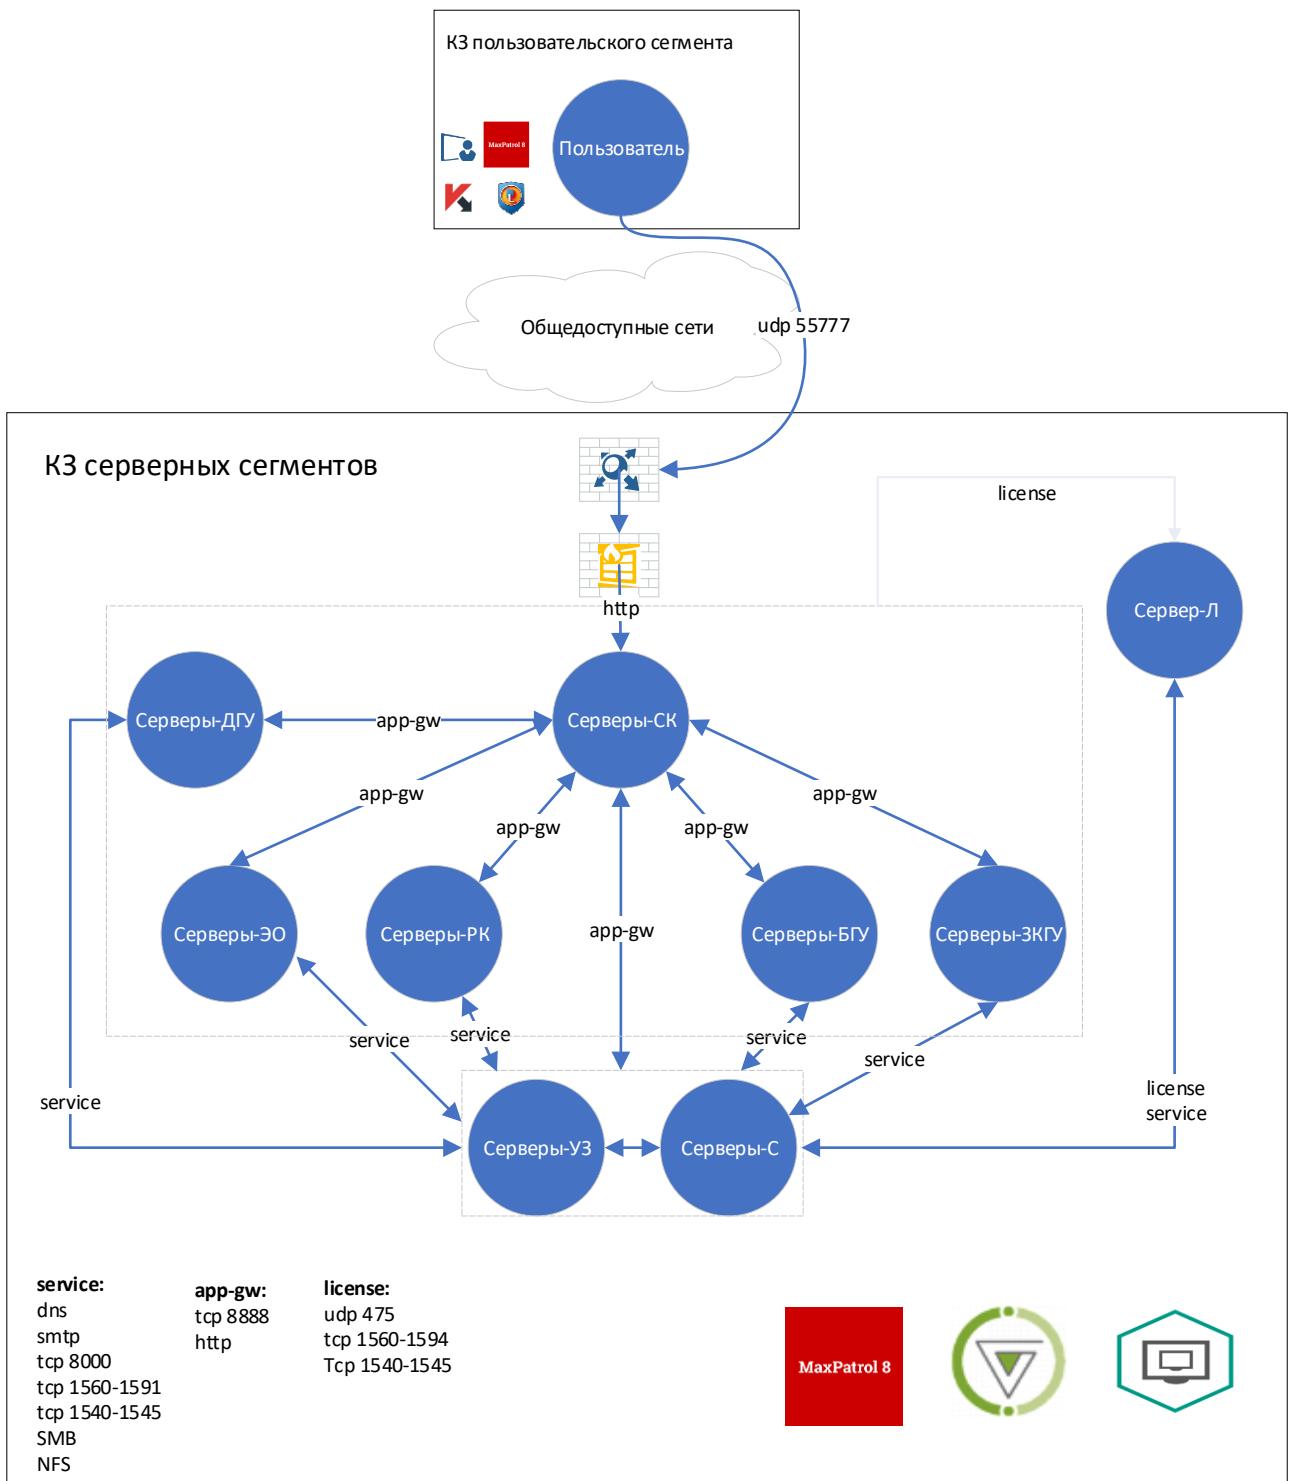 КЗ пользовательского сегмента
MaxPatrol 8
Пользователь
Общедоступные сети
udp 55777
КЗ серверных сегментов
license
http
Сервер-Л
Серверы-ДГУ
app-gw
Серверы-СК
app-gw
app-gw
app-gw
app-gw
Серверы-ЭО
Серверы-РК
app-gw
Серверы-БГУ
Серверы-ЗКГУ
service
service
service
service
service
license
service
Серверы-УЗ
Серверы-С
service:
dns
smtp
tcp 8000
tcp 1560-1591
tcp 1540-1545
SMB
NFS
app-gw:
tcp 8888
http
license:
udp 475
tcp 1560-1594
Tcp 1540-1545
MaxPatrol 8